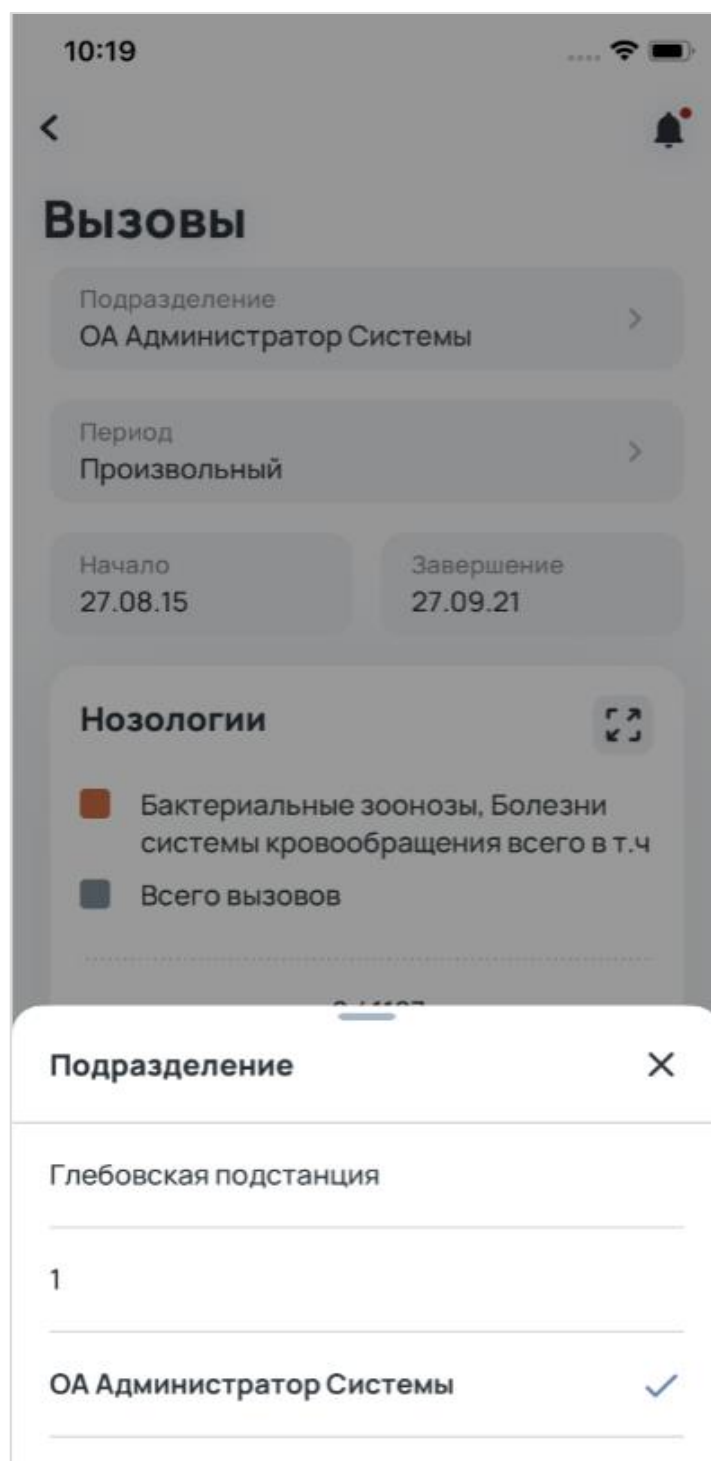 10:19
Вызовы
Подразделение
ОА Администратор Системы
Период
Произвольный
Начало
27.08.15
Завершение
27.09.21
Нозологии
Бактериальные зоонозы, Болезни
системы кровообращения всего в т.ч
Всего вызовов
Подразделение
Глебовская подстанция
1
ОА Администратор Системы